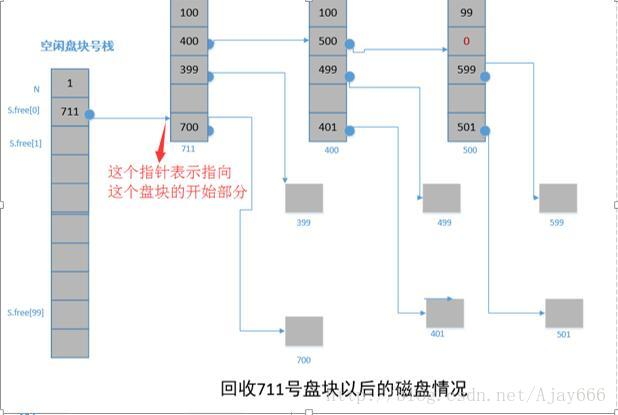 100
100
99
空闲盘块号栈
400
500
0
N
1
399
499
599
S.free[0]
711
S.free[1]
700
401
501
711
400
500
这个指针表示指向
这个盘块的开始部分
399
499
599
S.free[99]
401
501
700
回收711号盘块以后的磁盘情况
http://blog.csdn.net/Ajay666